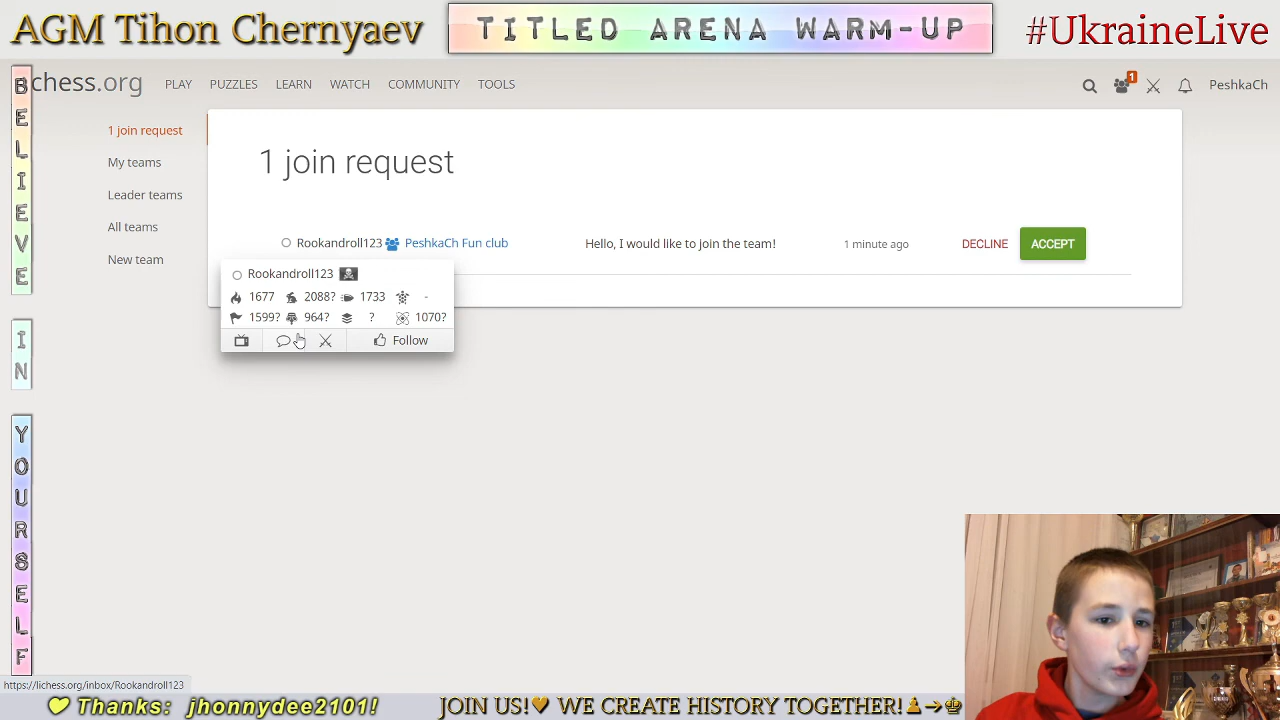 AGM Tihon Chernyaev
TITLED ARENA WARM-UP
#UkraineLive
BELIEVE
IN
YOURSELF
lichess.org
PLAY
PUZZLES
LEARN
WATCH
COMMUNITY
TOOLS
1
PeshkaCh
1 join request
My teams
Leader teams
All teams
New team
1 join request
Rookandroll123 PeshkaCh Fun club
Hello, I would like to join the team!
1 minute ago
DECLINE
ACCEPT
Rookandroll123
1677 2088? 1733 -
1599? 964? ? 1070?
Follow
https://lichess.org/inbox/Rookandroll123
Thanks: jhonnydee2101!
JOIN US! WE CREATE HISTORY TOGETHER!